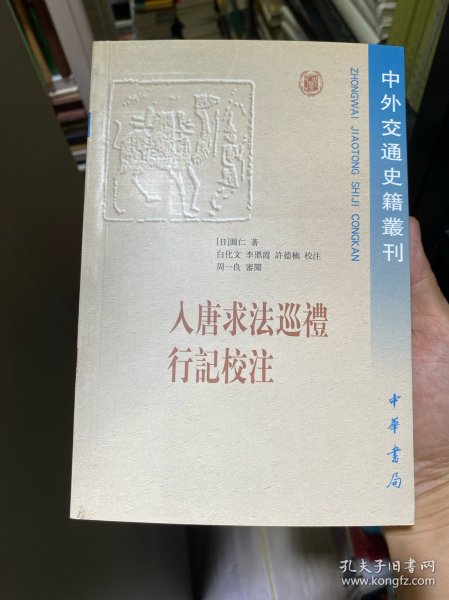 中外交通史籍叢刊
ZHONGWAI JIAOTONG SHIJI CONGKAN
[日]圓仁 著
白化文 李鼎霞 許德楠 校注
周一良 審閱
入唐求法巡禮
行記校注
中華書局
孔夫子旧书网
www.kongfz.com